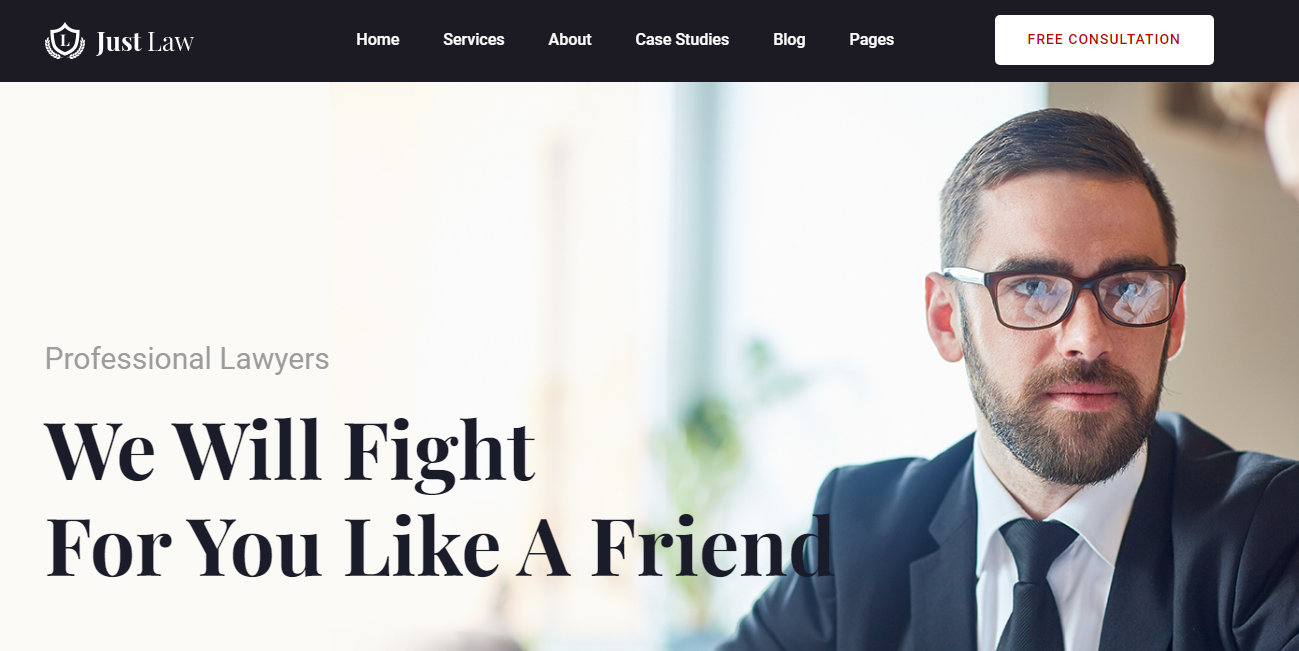 L Just Law
Home Services About Case Studies Blog Pages
FREE CONSULTATION
Professional Lawyers
We Will Fight
For You Like A Friend